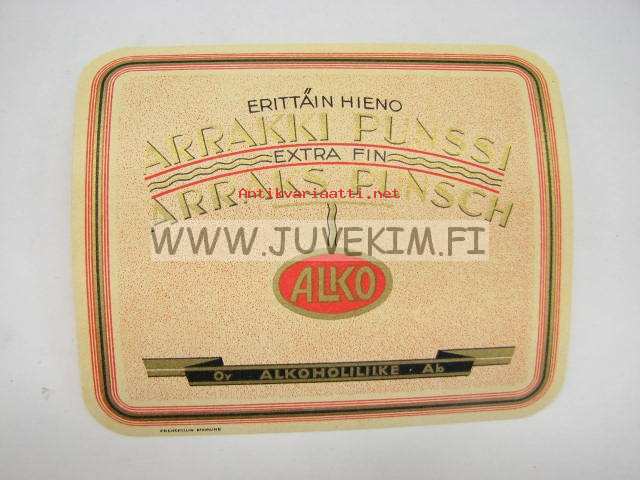 ERITTÄIN HIENO
ARRAKKI PUNSSI
EXTRA FIN
Antikvariaatti.net
ARRAKS PUNSCH
WWW.JUVEKIM.FI
ALKO
OY ALKOHOLILIIKE Ab